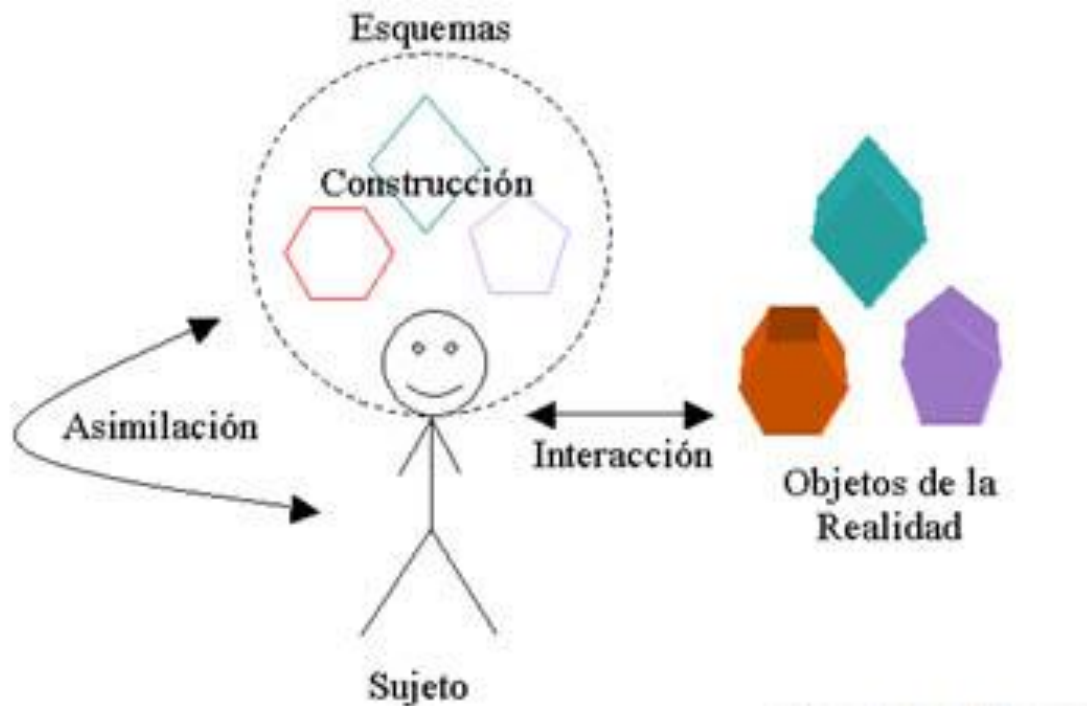 Esquemas
Construcción
Asimilación
Interacción
Objetos de la
Realidad
Sujeto